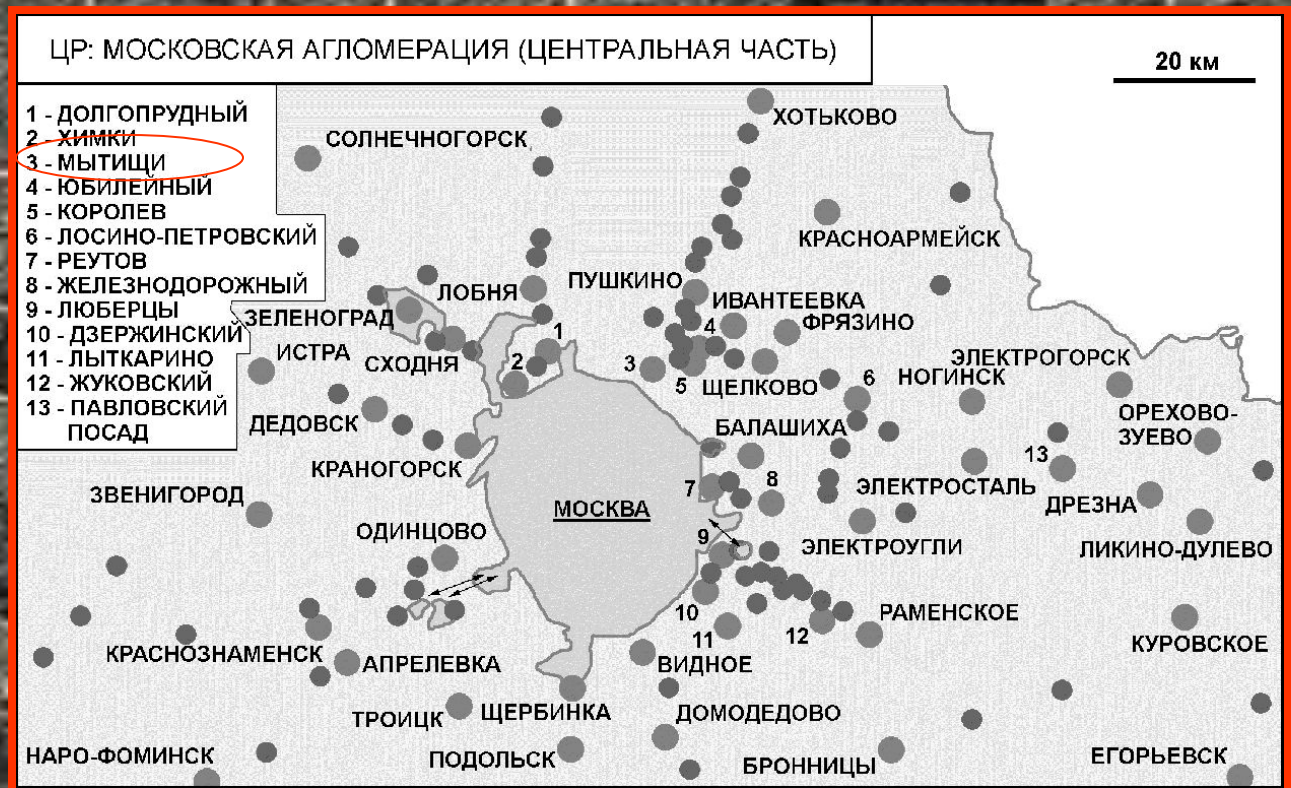 ЦР: МОСКОВСКАЯ АГЛОМЕРАЦИЯ (ЦЕНТРАЛЬНАЯ ЧАСТЬ)
20 км
1 - ДОЛГОПРУДНЫЙ
2 - ХИМКИ
3 - МЫТИЩИ
4 - ЮБИЛЕЙНЫЙ
5 - КОРОЛЕВ
6 - ЛОСИНО-ПЕТРОВСКИЙ
7 - РЕУТОВ
8 - ЖЕЛЕЗНОДОРОЖНЫЙ
9 - ЛЮБЕРЦЫ
10 - ДЗЕРЖИНСКИЙ
11 - ЛЫТКАРИНО
12 - ЖУКОВСКИЙ
13 - ПАВЛОВСКИЙ
ПОСАД
ХОТЬКОВО
СОЛНЕЧНОГОРСК
КРАСНОАРМЕЙСК
ПУШКИНО
ЛОБНЯ
ИВАНТЕЕВКА
ЗЕЛЕНОГРАД
4
ФРЯЗИНО
1
ИСТРА
СХОДНЯ
2
3
5
ЩЕЛКОВО
6
НОГИНСК
ЭЛЕКТРОГОРСК
ДЕДОВСК
БАЛАШИХА
ОРЕХОВО-
ЗУЕВО
КРАНОГОРСК
13
ЗВЕНИГОРОД
7
8
ЭЛЕКТРОСТАЛЬ
ДРЕЗНА
МОСКВА
ОДИНЦОВО
9
ЭЛЕКТРОУГЛИ
ЛИКИНО-ДУЛЕВО
10
РАМЕНСКОЕ
11
12
КУРОВСКОЕ
КРАСНОЗНАМЕНСК
АПРЕЛЕВКА
ВИДНОЕ
ТРОИЦК
ЩЕРБИНКА
ДОМОДЕДОВО
НАРО-ФОМИНСК
ПОДОЛЬСК
БРОННИЦЫ
ЕГОРЬЕВСК